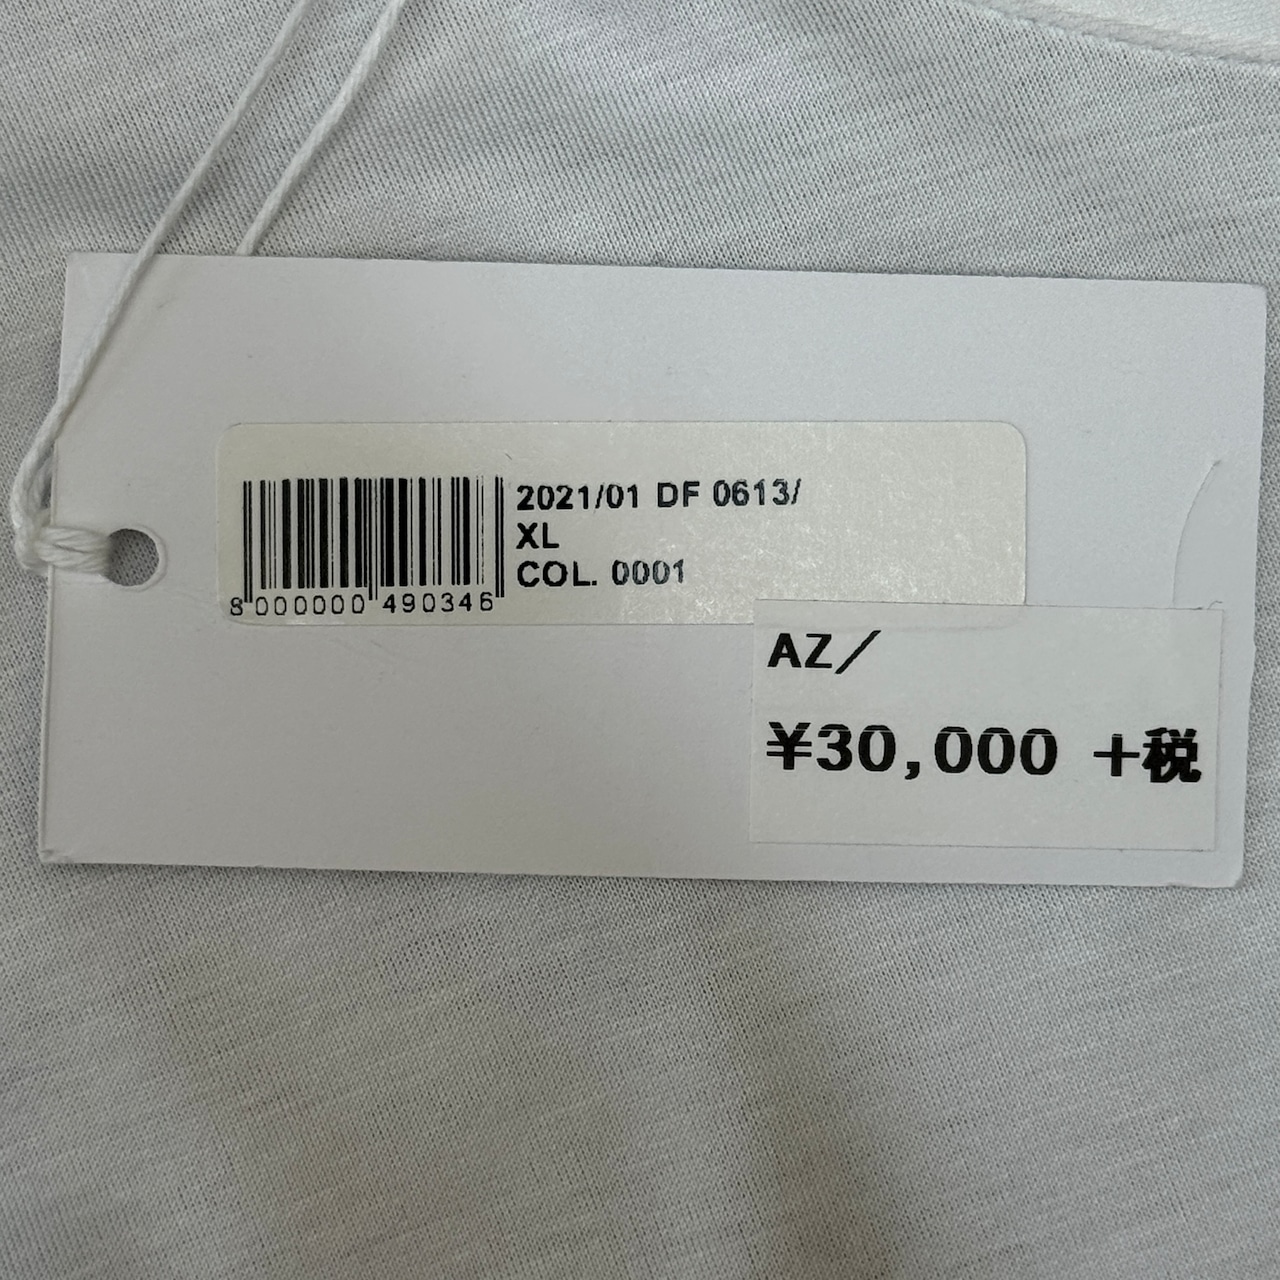 2021/01 DF 0613/
XL
COL. 0001
8 000000 490346
AZ/
¥30,000 +税